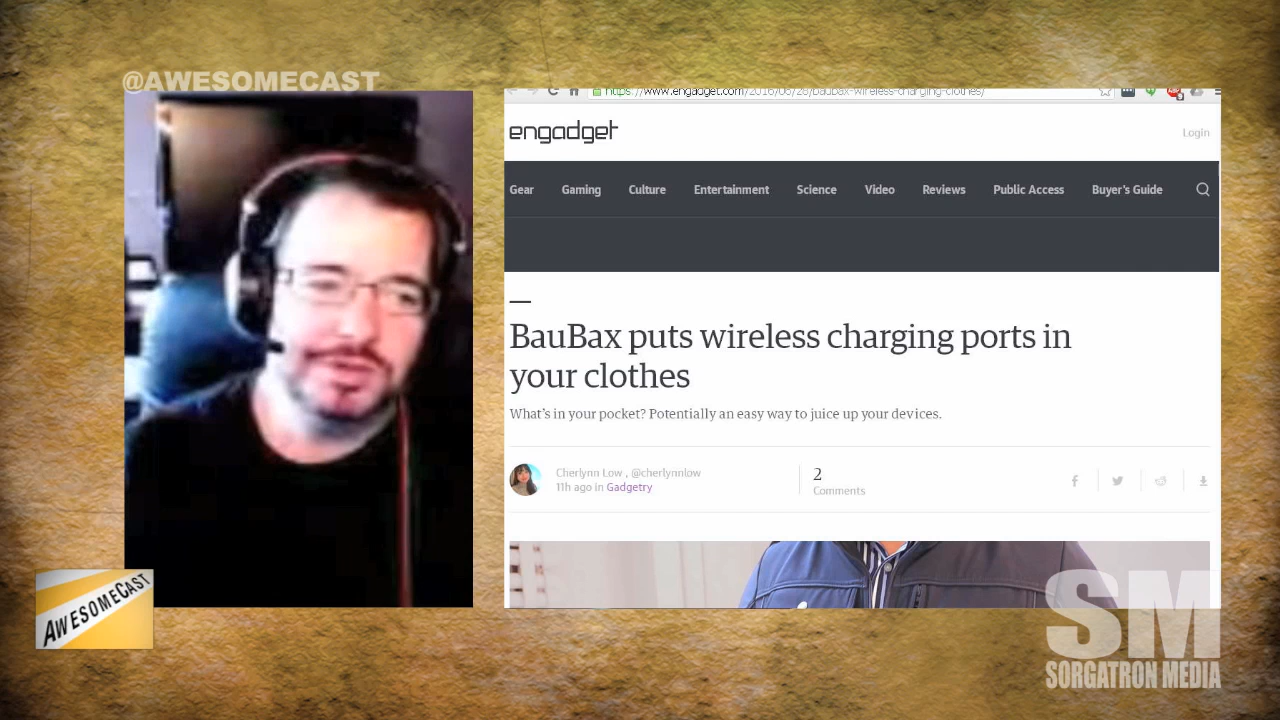 @AWESOMECAST
https://www.engadget.com/2016/06/28/baubax-wireless-charging-clothes/
engadget
Login
Gear Gaming Culture Entertainment Science Video Reviews Public Access Buyer's Guide
BauBax puts wireless charging ports in
your clothes
What's in your pocket? Potentially an easy way to juice up your devices.
Cherlynn Low , @cherlynnlow
11h ago in Gadgetry
2
Comments
AWESOMECAST
SM
SORGATRON MEDIA